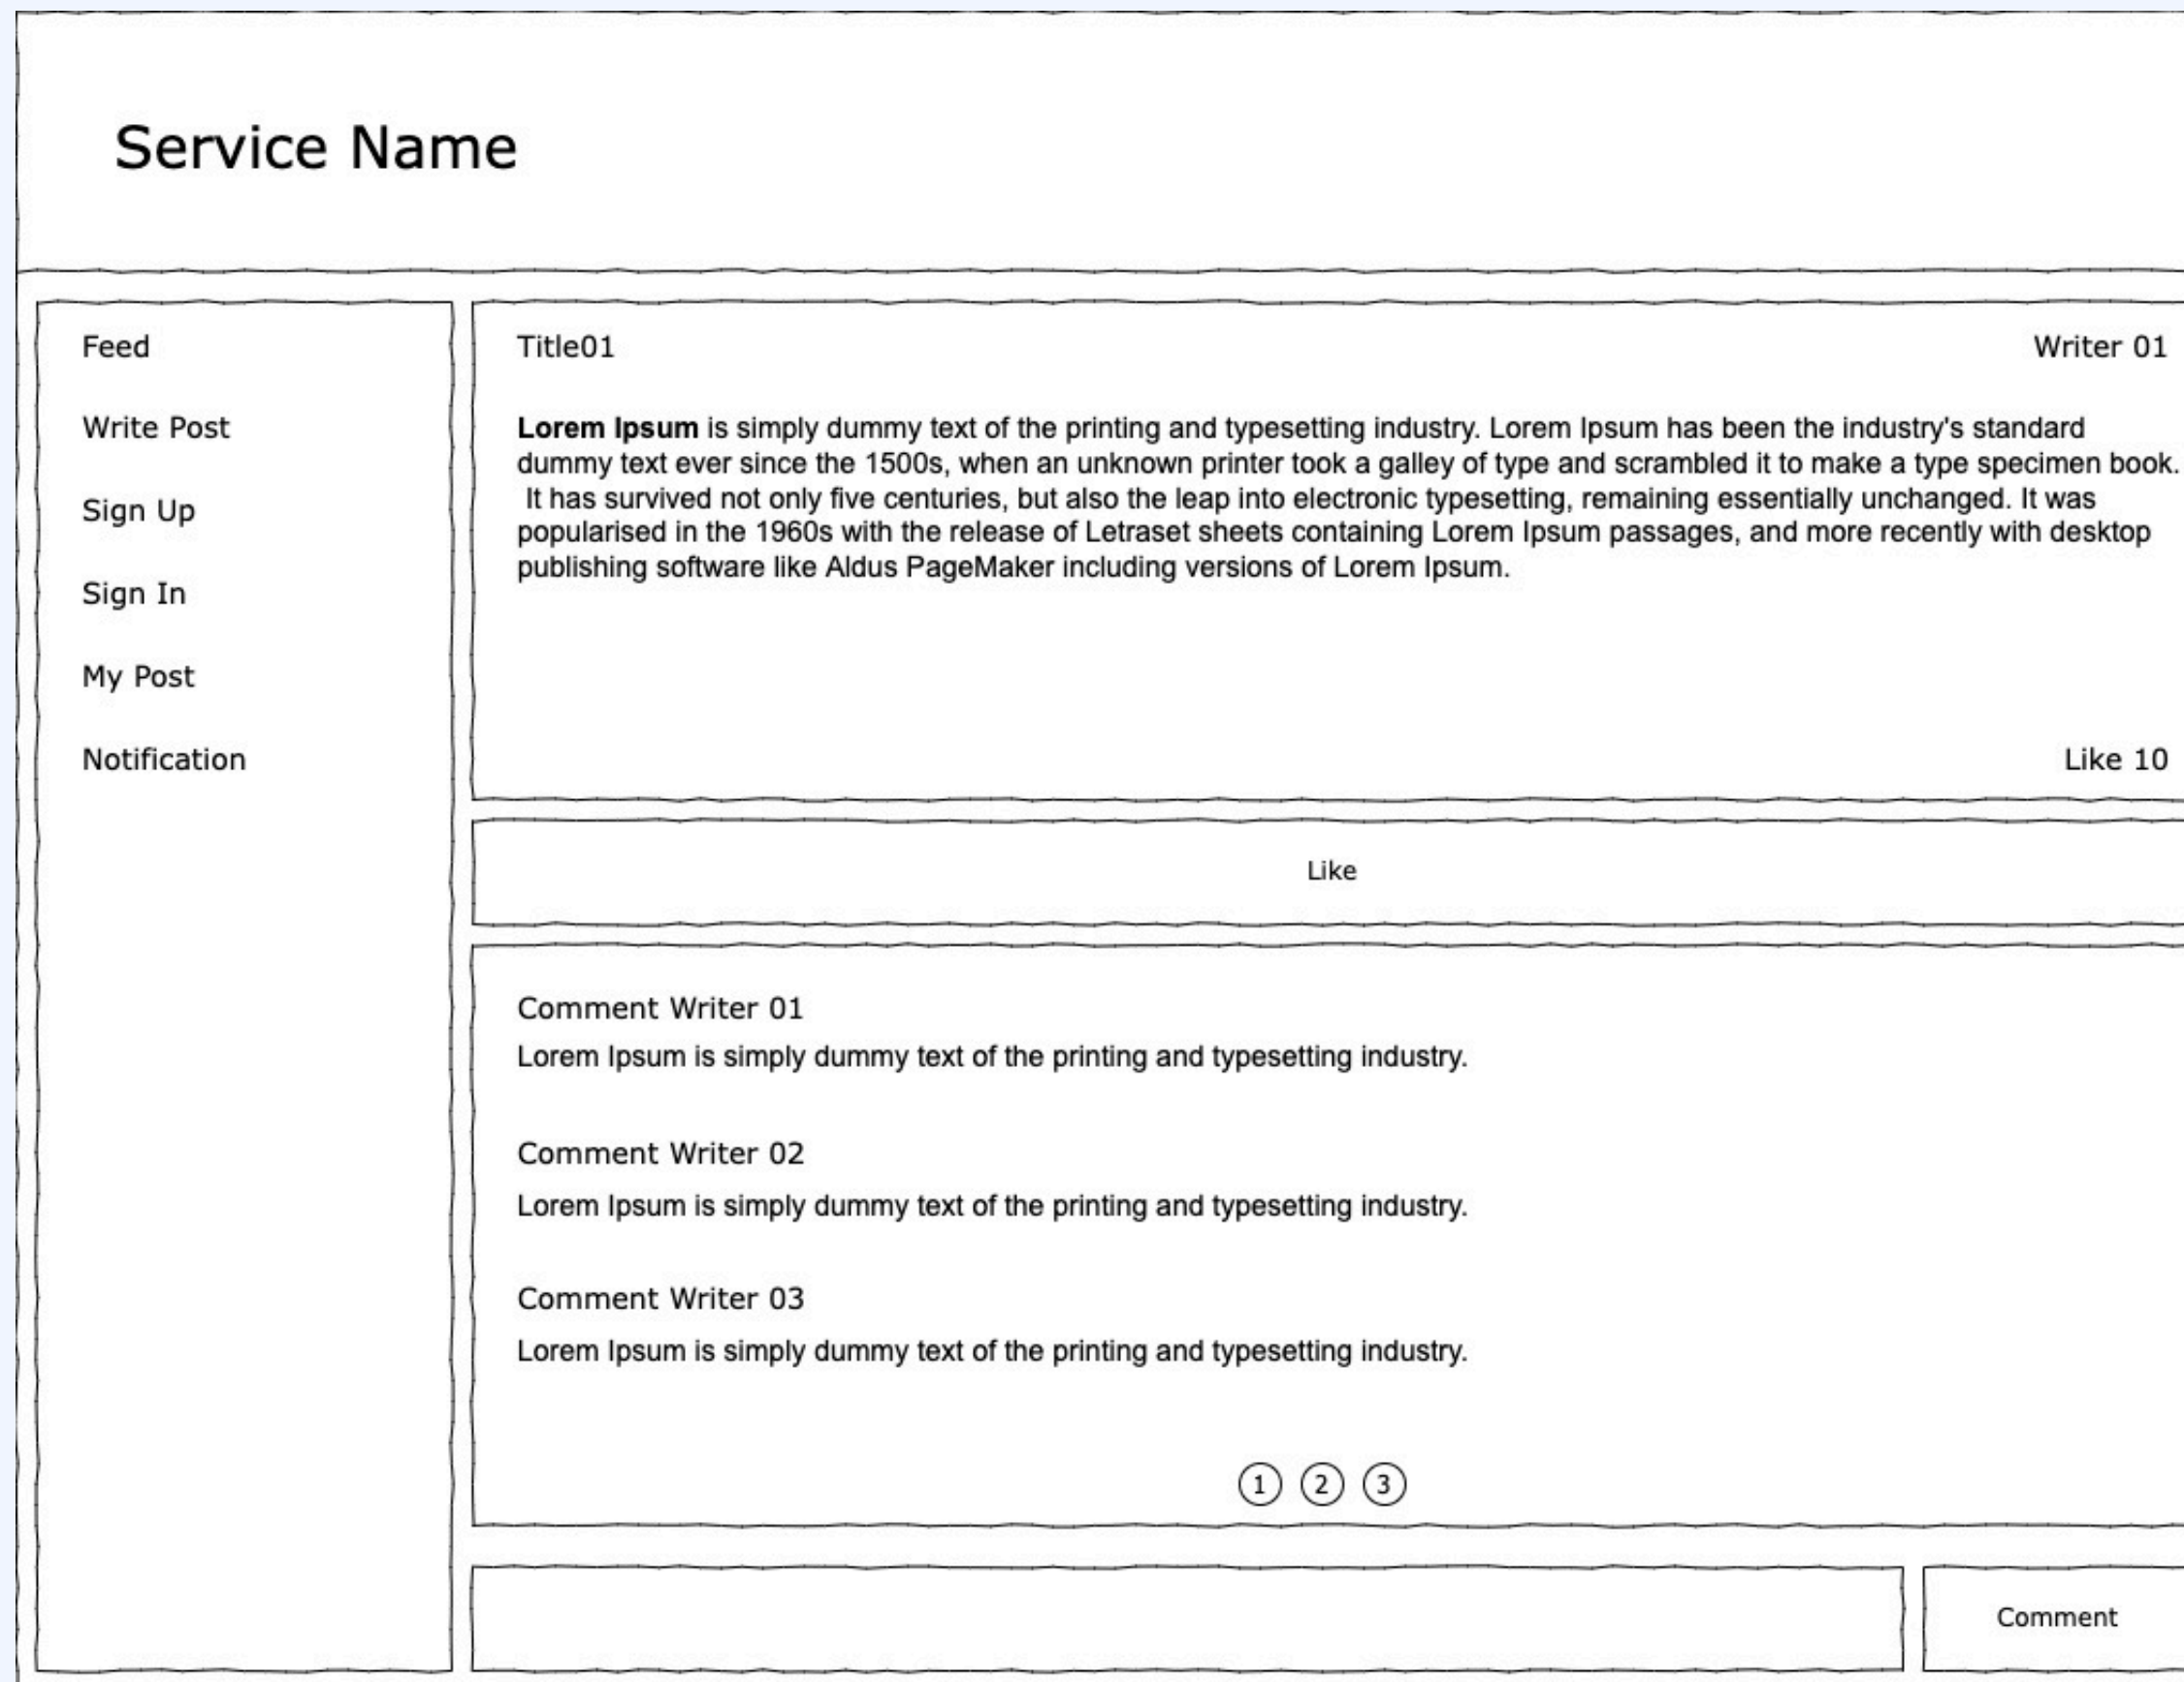 Service Name
Feed
Write Post
Sign Up
Sign In
My Post
Notification
Title01
Writer 01
Lorem Ipsum is simply dummy text of the printing and typesetting industry. Lorem Ipsum has been the industry's standard
dummy text ever since the 1500s, when an unknown printer took a galley of type and scrambled it to make a type specimen book.
It has survived not only five centuries, but also the leap into electronic typesetting, remaining essentially unchanged. It was
popularised in the 1960s with the release of Letraset sheets containing Lorem Ipsum passages, and more recently with desktop
publishing software like Aldus PageMaker including versions of Lorem Ipsum.
Like 10
Like
Comment Writer 01
Lorem Ipsum is simply dummy text of the printing and typesetting industry.
Comment Writer 02
Lorem Ipsum is simply dummy text of the printing and typesetting industry.
Comment Writer 03
Lorem Ipsum is simply dummy text of the printing and typesetting industry.
1 2 3
Comment